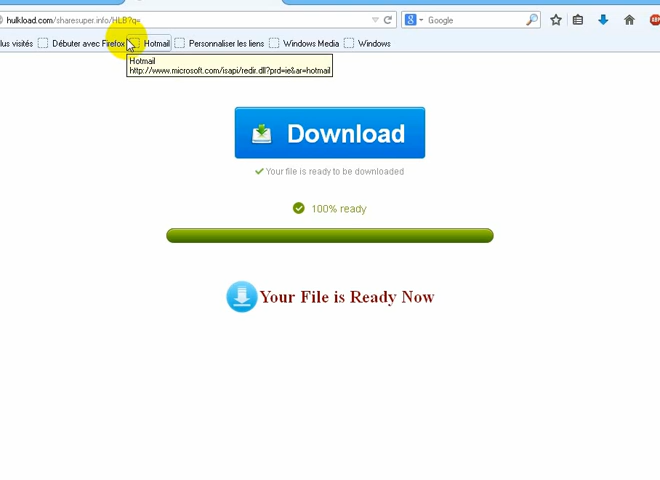 hulkload.com/sharesuper.info/HLB?q=
Google
lus visités Débuter avec Firefox Hotmail Personnaliser les liens Windows Media Windows
Hotmail
http://www.microsoft.com/isapi/redir.dll?prd=ie&ar=hotmail
Download
Your file is ready to be downloaded
100% ready
Your File is Ready Now